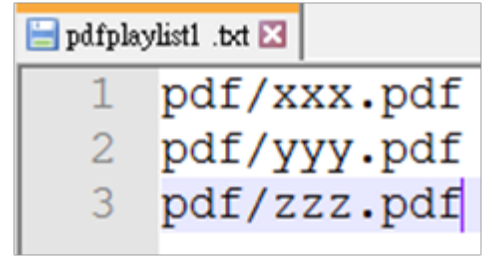 pdfplaylist1 .txt
1 pdf/xxx.pdf
2 pdf/yyy.pdf
3 pdf/zzz.pdf